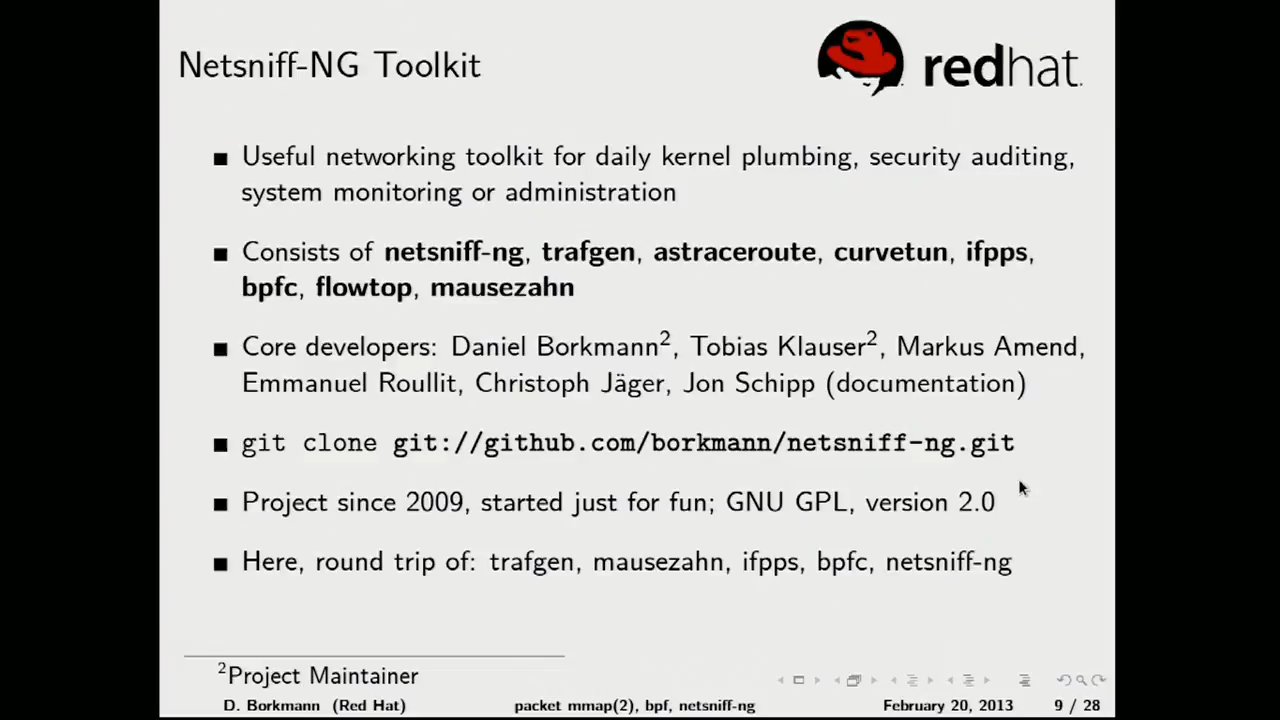 Netsniff-NG Toolkit
redhat.
Useful networking toolkit for daily kernel plumbing, security auditing,
system monitoring or administration
Consists of netsniff-ng, trafgen, astraceroute, curvetun, ifpps,
bpfc, flowtop, mausezahn
Core developers: Daniel Borkmann², Tobias Klauser², Markus Amend,
Emmanuel Roullit, Christoph Jäger, Jon Schipp (documentation)
git clone git://github.com/borkmann/netsniff-ng.git
Project since 2009, started just for fun; GNU GPL, version 2.0
Here, round trip of: trafgen, mausezahn, ifpps, bpfc, netsniff-ng
²Project Maintainer
D. Borkmann (Red Hat) packet mmap(2), bpf, netsniff-ng February 20, 2013 9 / 28